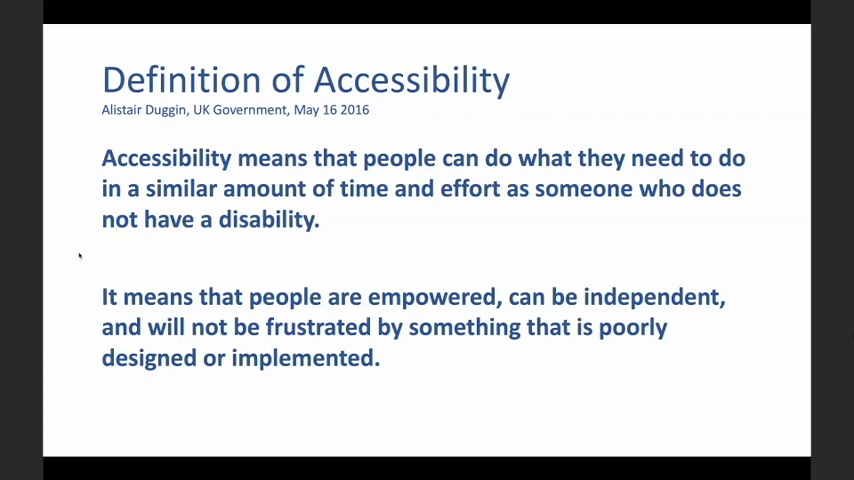 Definition of Accessibility
Alistair Duggin, UK Government, May 16 2016
Accessibility means that people can do what they need to do
in a similar amount of time and effort as someone who does
not have a disability.
It means that people are empowered, can be independent,
and will not be frustrated by something that is poorly
designed or implemented.